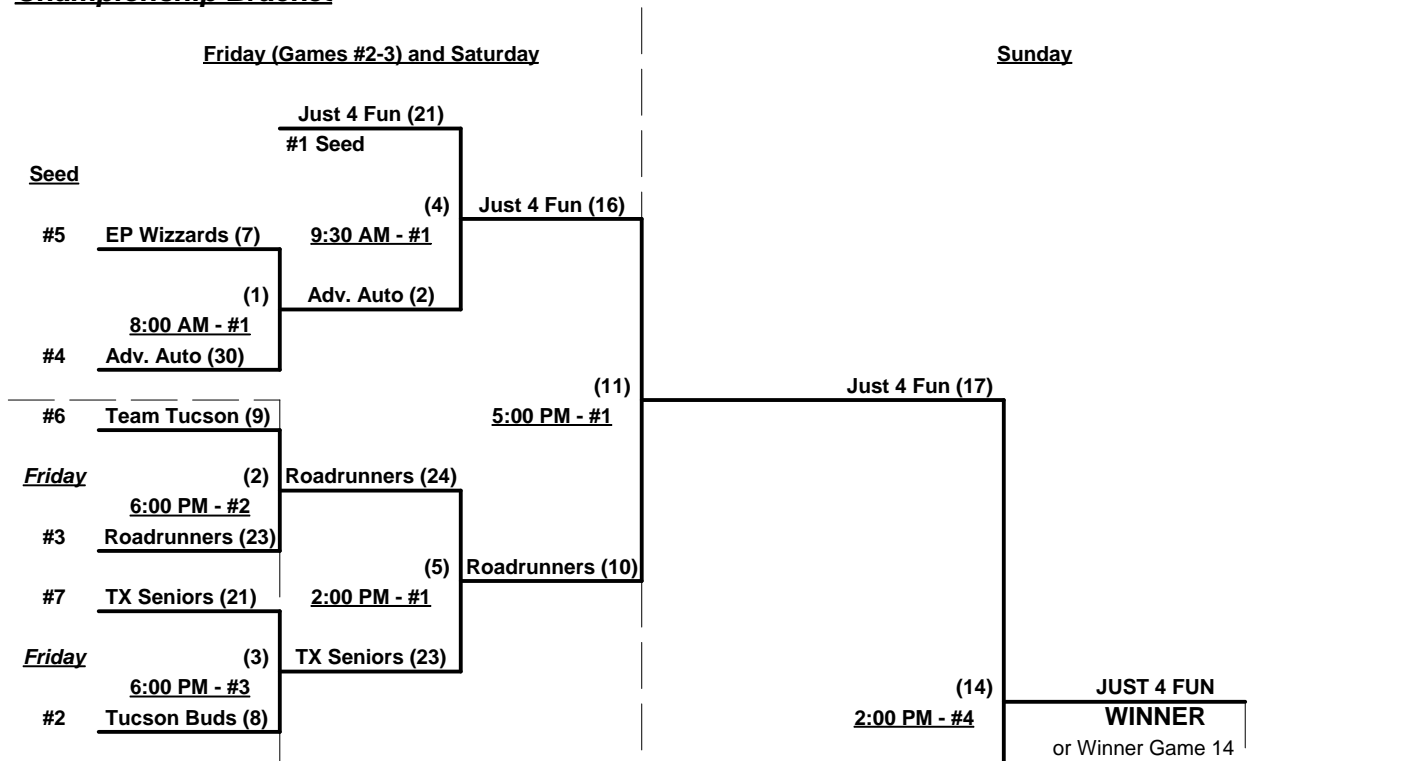 Championship Bracket
Friday (Games #2-3) and Saturday
Sunday
Just 4 Fun (21)
#1 Seed
Seed
(4)
Just 4 Fun (16)
#5
EP Wizzards (7)
9:30 AM - #1
(1)
Adv. Auto (2)
8:00 AM - #1
#4
Adv. Auto (30)
(11)
Just 4 Fun (17)
#6
Team Tucson (9)
5:00 PM - #1
Friday
(2)
Roadrunners (24)
6:00 PM - #2
#3
Roadrunners (23)
(5)
Roadrunners (10)
#7
TX Seniors (21)
2:00 PM - #1
Friday
(3)
TX Seniors (23)
6:00 PM - #3
(14)
JUST 4 FUN
#2
Tucson Buds (8)
2:00 PM - #4
WINNER
or Winner Game 14